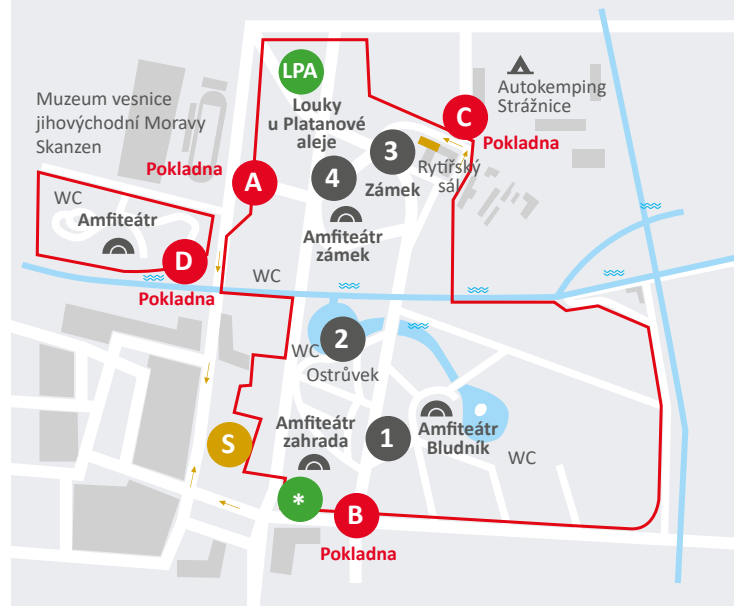 LPA
Louky
u Platanové
aleje
Autokemping
Strážnice
Muzeum vesnice
jihovýchodní Moravy
Skanzen
C
Pokladna
3
Rytířský
sál
Zámek
Pokladna
A
4
WC
Amfiteátr
Amfiteátr
zámek
D
Pokladna
WC
2
WC
Ostrůvek
S
Amfiteátr
zahrada
1
Amfiteátr
Bludník
WC
*
B
Pokladna